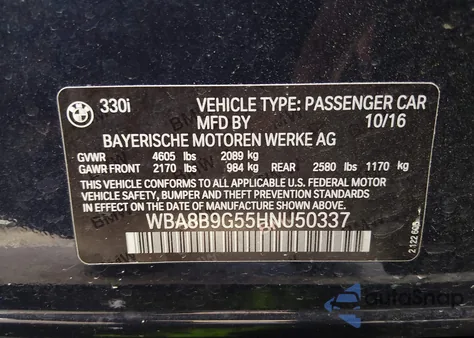 BMW 330i VEHICLE TYPE: PASSENGER CAR
MFD BY 10/16
BAYERISCHE MOTOREN WERKE AG
GVWR 4605 lbs 2089 kg
GAWR FRONT 2170 lbs 984 kg REAR 2580 lbs 1170 kg
THIS VEHICLE CONFORMS TO ALL APPLICABLE U.S. FEDERAL MOTOR
VEHICLE SAFETY, BUMPER AND THEFT PREVENTION STANDARDS
IN EFFECT ON THE DATE OF MANUFACTURE SHOWN ABOVE.
WBA8B9G55HNU50337
autoSnap